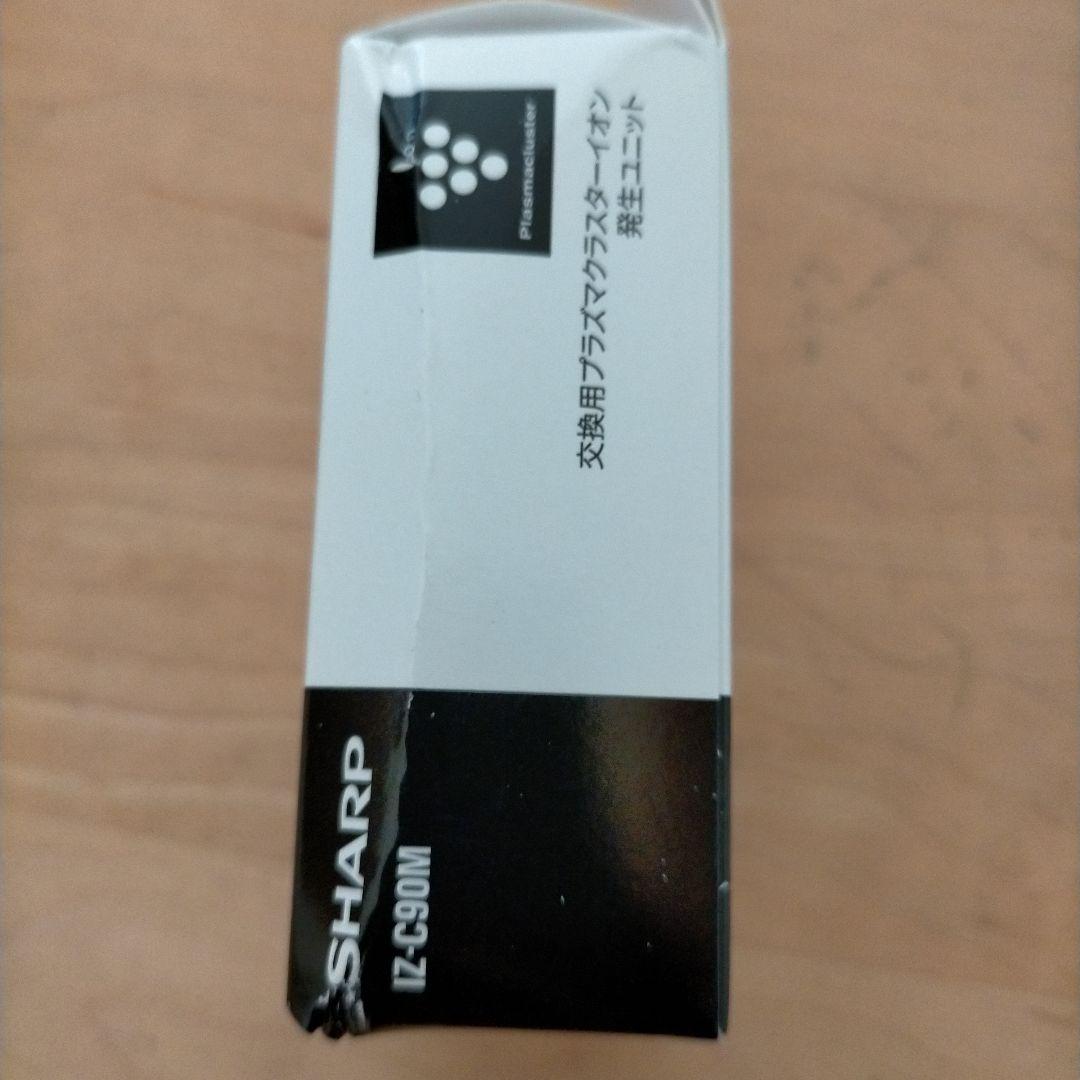 SHARP
IZ-C90M
Plasmacluster
交換用プラズマクラスターイオン
発生ユニット